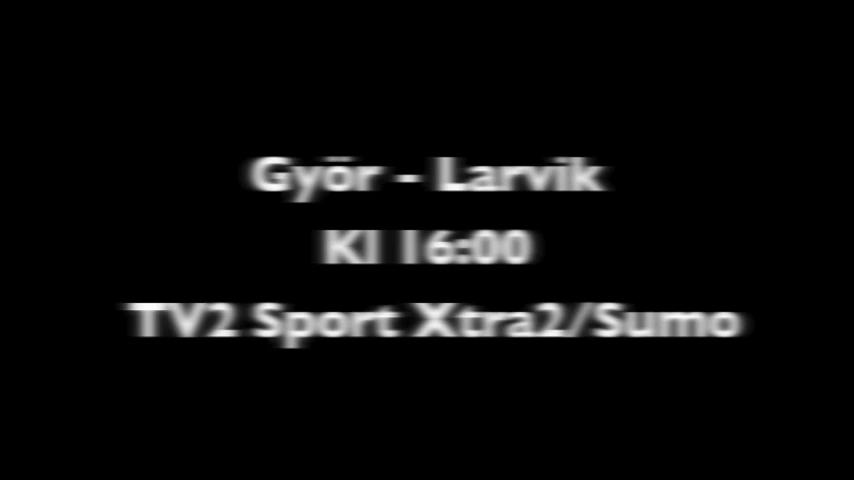 Györ - Larvik
Kl 16:00
TV2 Sport Xtra2/Sumo